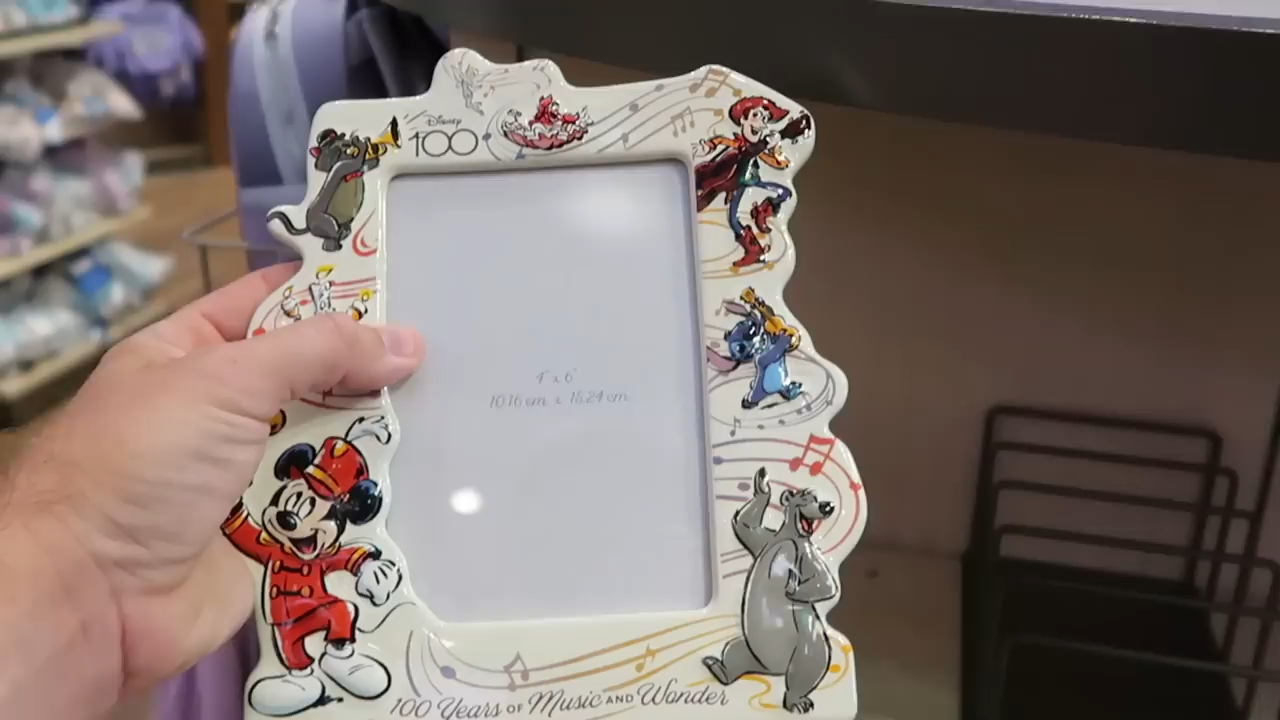 Disney
100
4" x 6"
10.16 cm x 15.24 cm
100 Years of Music and Wonder